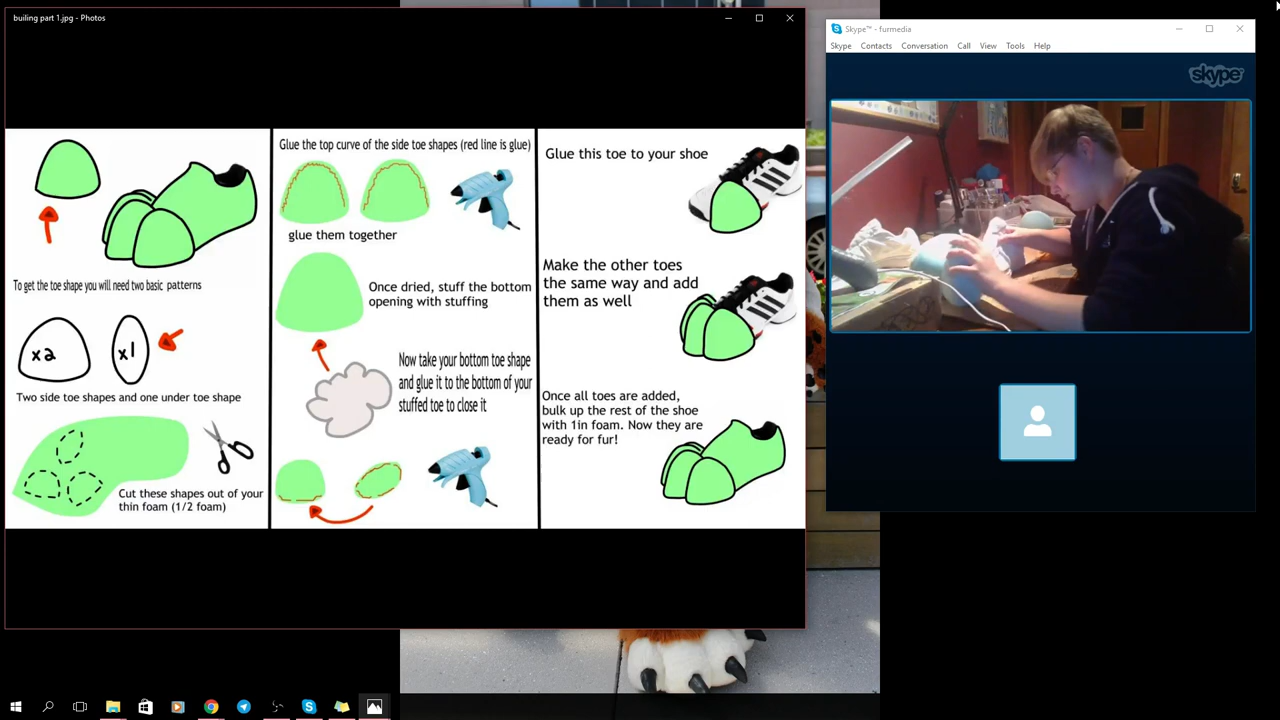 builing part 1.jpg - Photos
To get the toe shape you will need two basic patterns
x2
x1
Two side toe shapes and one under toe shape
Cut these shapes out of your
thin foam (1/2 foam)
Glue the top curve of the side toe shapes (red line is glue)
glue them together
Once dried, stuff the bottom
opening with stuffing
Now take your bottom toe shape
and glue it to the bottom of your
stuffed toe to close it
Glue this toe to your shoe
Make the other toes
the same way and add
them as well
Once all toes are added,
bulk up the rest of the shoe
with 1in foam. Now they are
ready for fur!
Skype™ - furmedia
Skype Contacts Conversation Call View Tools Help
skype